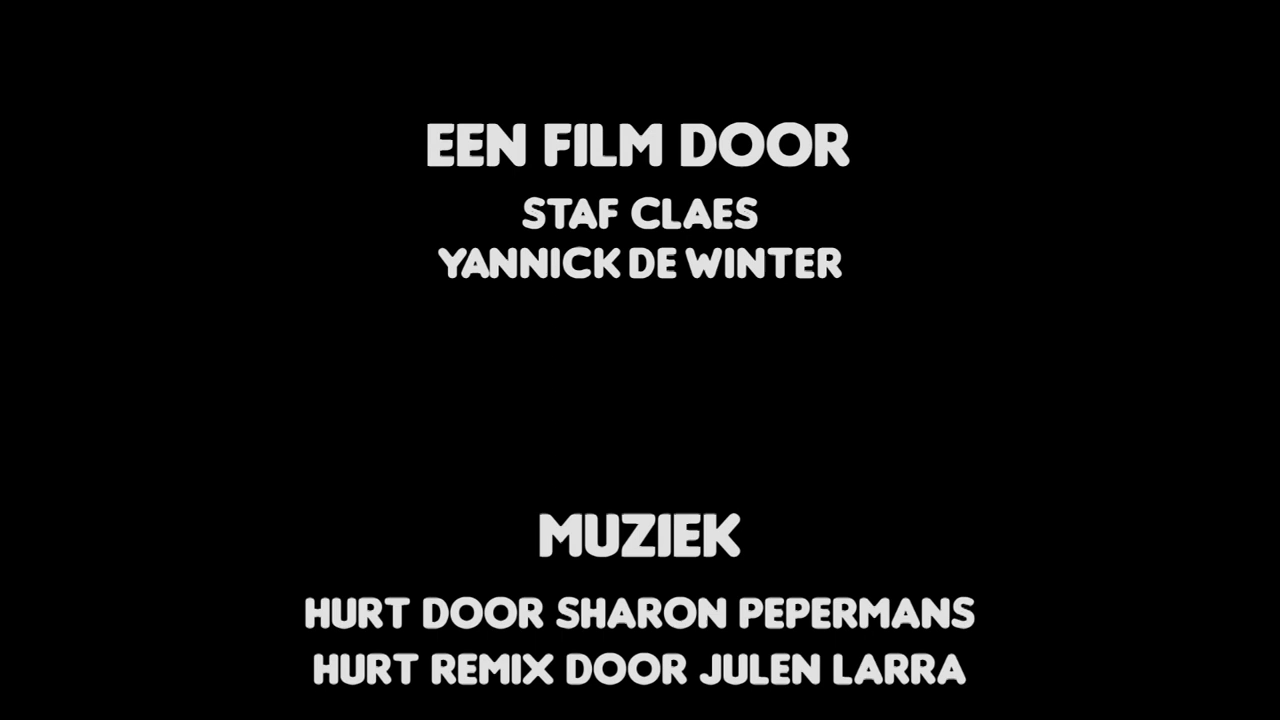 EEN FILM DOOR
STAF CLAES
YANNICK DE WINTER
MUZIEK
HURT DOOR SHARON PEPERMANS
HURT REMIX DOOR JULEN LARRA